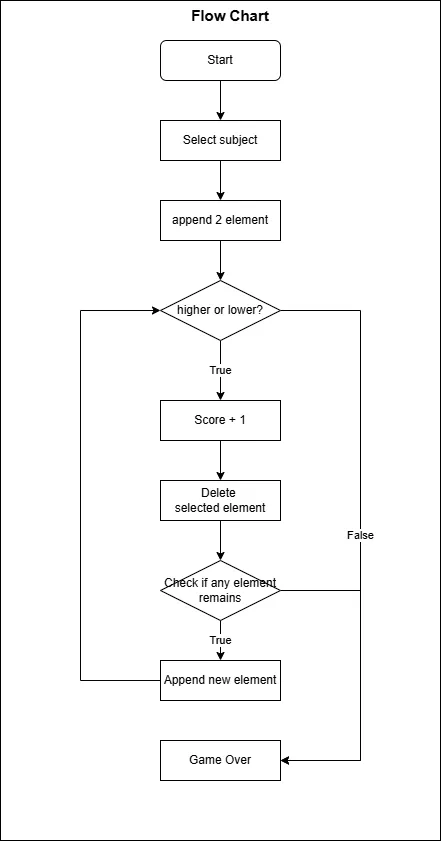 Flow Chart
Start
Select subject
append 2 element
higher or lower?
True
Score + 1
Delete
selected element
False
Check if any element
remains
True
Append new element
Game Over